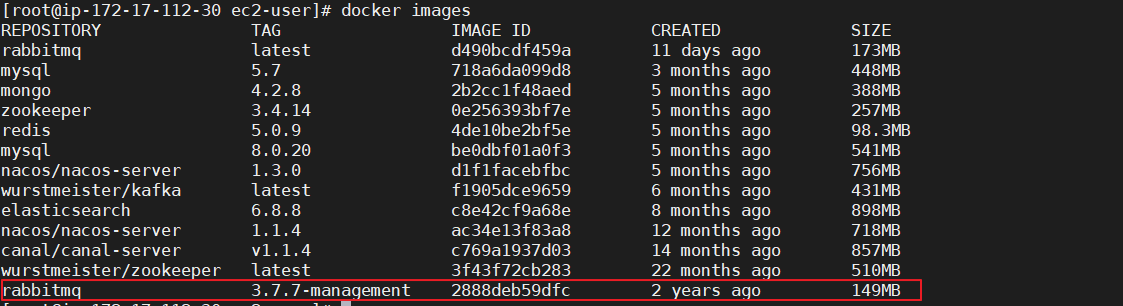 [root@ip-172-17-112-30 ec2-user]# docker images
REPOSITORY TAG IMAGE ID CREATED SIZE
rabbitmq latest d490bcdf459a 11 days ago 173MB
mysql 5.7 718a6da099d8 3 months ago 448MB
mongo 4.2.8 2b2cc1f48aed 5 months ago 388MB
zookeeper 3.4.14 0e256393bf7e 5 months ago 257MB
redis 5.0.9 4de10be2bf5e 5 months ago 98.3MB
mysql 8.0.20 be0dbf01a0f3 5 months ago 541MB
nacos/nacos-server 1.3.0 d1f1facebfbc 5 months ago 756MB
wurstmeister/kafka latest f1905dce9659 6 months ago 431MB
elasticsearch 6.8.8 c8e42cf9a68e 8 months ago 898MB
nacos/nacos-server 1.1.4 ac34e13f83a8 12 months ago 718MB
canal/canal-server v1.1.4 c769a1937d03 14 months ago 857MB
wurstmeister/zookeeper latest 3f43f72cb283 22 months ago 510MB
rabbitmq 3.7.7-management 2888deb59dfc 2 years ago 149MB